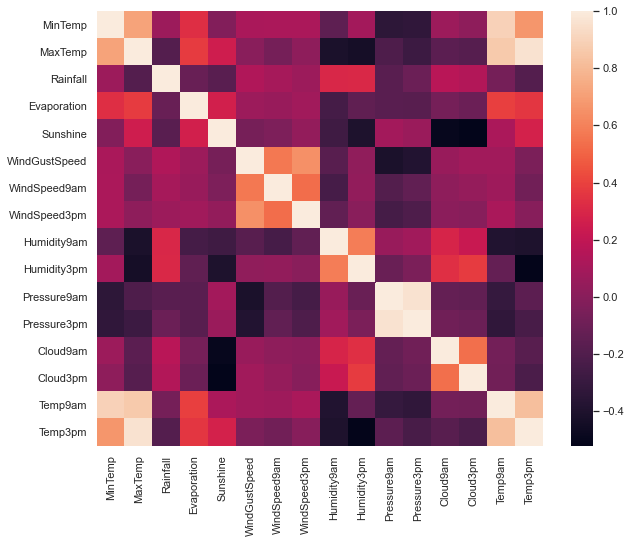 MinTemp
MaxTemp
Rainfall
Evaporation
Sunshine
WindGustSpeed
WindSpeed9am
WindSpeed3pm
Humidity9am
Humidity3pm
Pressure9am
Pressure3pm
Cloud9am
Cloud3pm
Temp9am
Temp3pm
MinTemp
MaxTemp
Rainfall
Evaporation
Sunshine
WindGustSpeed
WindSpeed9am
WindSpeed3pm
Humidity9am
Humidity3pm
Pressure9am
Pressure3pm
Cloud9am
Cloud3pm
Temp9am
Temp3pm
1.0
0.8
0.6
0.4
0.2
0.0
−0.2
−0.4